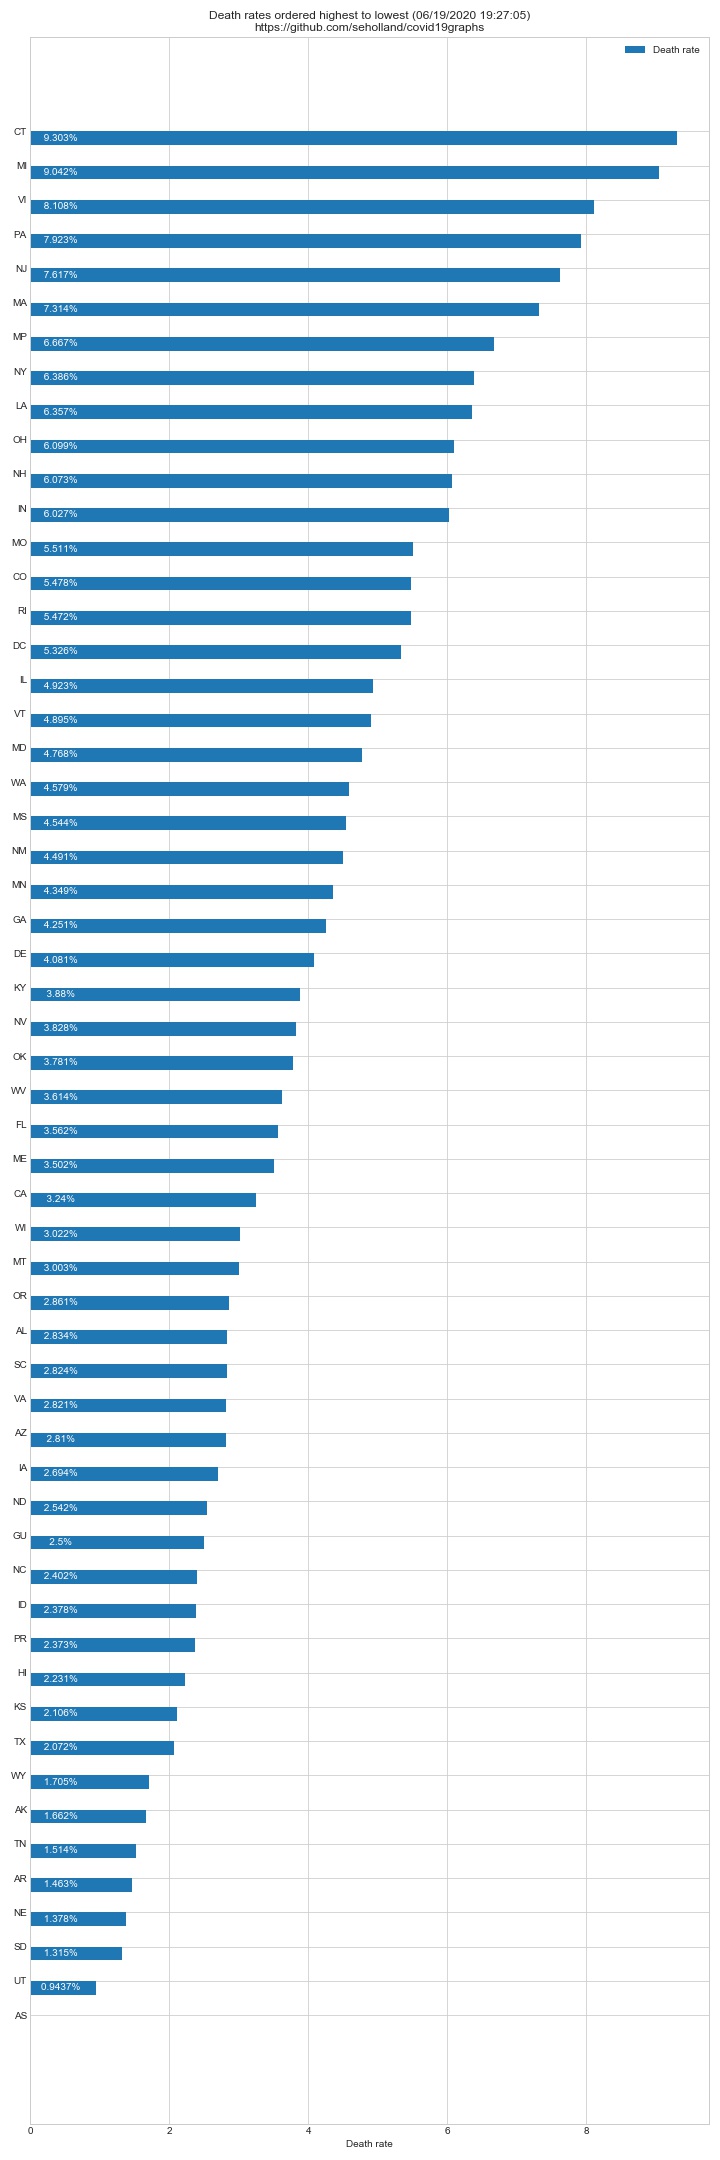 Death rates ordered highest to lowest (06/19/2020 19:27:05)
https://github.com/seholland/covid19graphs
Death rate
CT 9.303%
MI 9.042%
VI 8.108%
PA 7.923%
NJ 7.617%
MA 7.314%
MP 6.667%
NY 6.386%
LA 6.357%
OH 6.099%
NH 6.073%
IN 6.027%
MO 5.511%
CO 5.478%
RI 5.472%
DC 5.326%
IL 4.923%
VT 4.895%
MD 4.768%
WA 4.579%
MS 4.544%
NM 4.491%
MN 4.349%
GA 4.251%
DE 4.081%
KY 3.88%
NV 3.828%
OK 3.781%
WV 3.614%
FL 3.562%
ME 3.502%
CA 3.24%
WI 3.022%
MT 3.003%
OR 2.861%
AL 2.834%
SC 2.824%
VA 2.821%
AZ 2.81%
IA 2.694%
ND 2.542%
GU 2.5%
NC 2.402%
ID 2.378%
PR 2.373%
HI 2.231%
KS 2.106%
TX 2.072%
WY 1.705%
AK 1.662%
TN 1.514%
AR 1.463%
NE 1.378%
SD 1.315%
UT 0.9437%
AS
0 2 4 6 8
Death rate